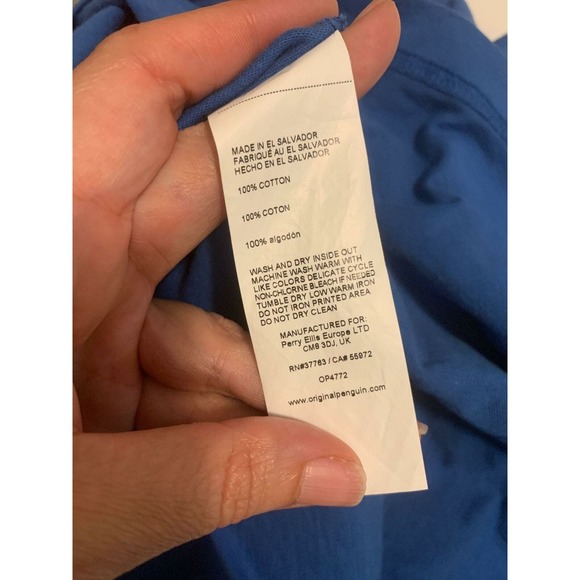 MADE IN EL SALVADOR
FABRIQUÉ AU EL SALVADOR
HECHO EN EL SALVADOR
100% COTTON
100% COTON
100% algodón
WASH AND DRY INSIDE OUT
MACHINE WASH WARM WITH
LIKE COLORS DELICATE CYCLE
NON-CHLORINE BLEACH IF NEEDED
TUMBLE DRY LOW WARM IRON
DO NOT IRON PRINTED AREA
DO NOT DRY CLEAN
MANUFACTURED FOR:
Perry Ellis Europe LTD
CM6 3DJ, UK
RN#37763 / CA# 55972
OP4772
www.originalpenguin.com